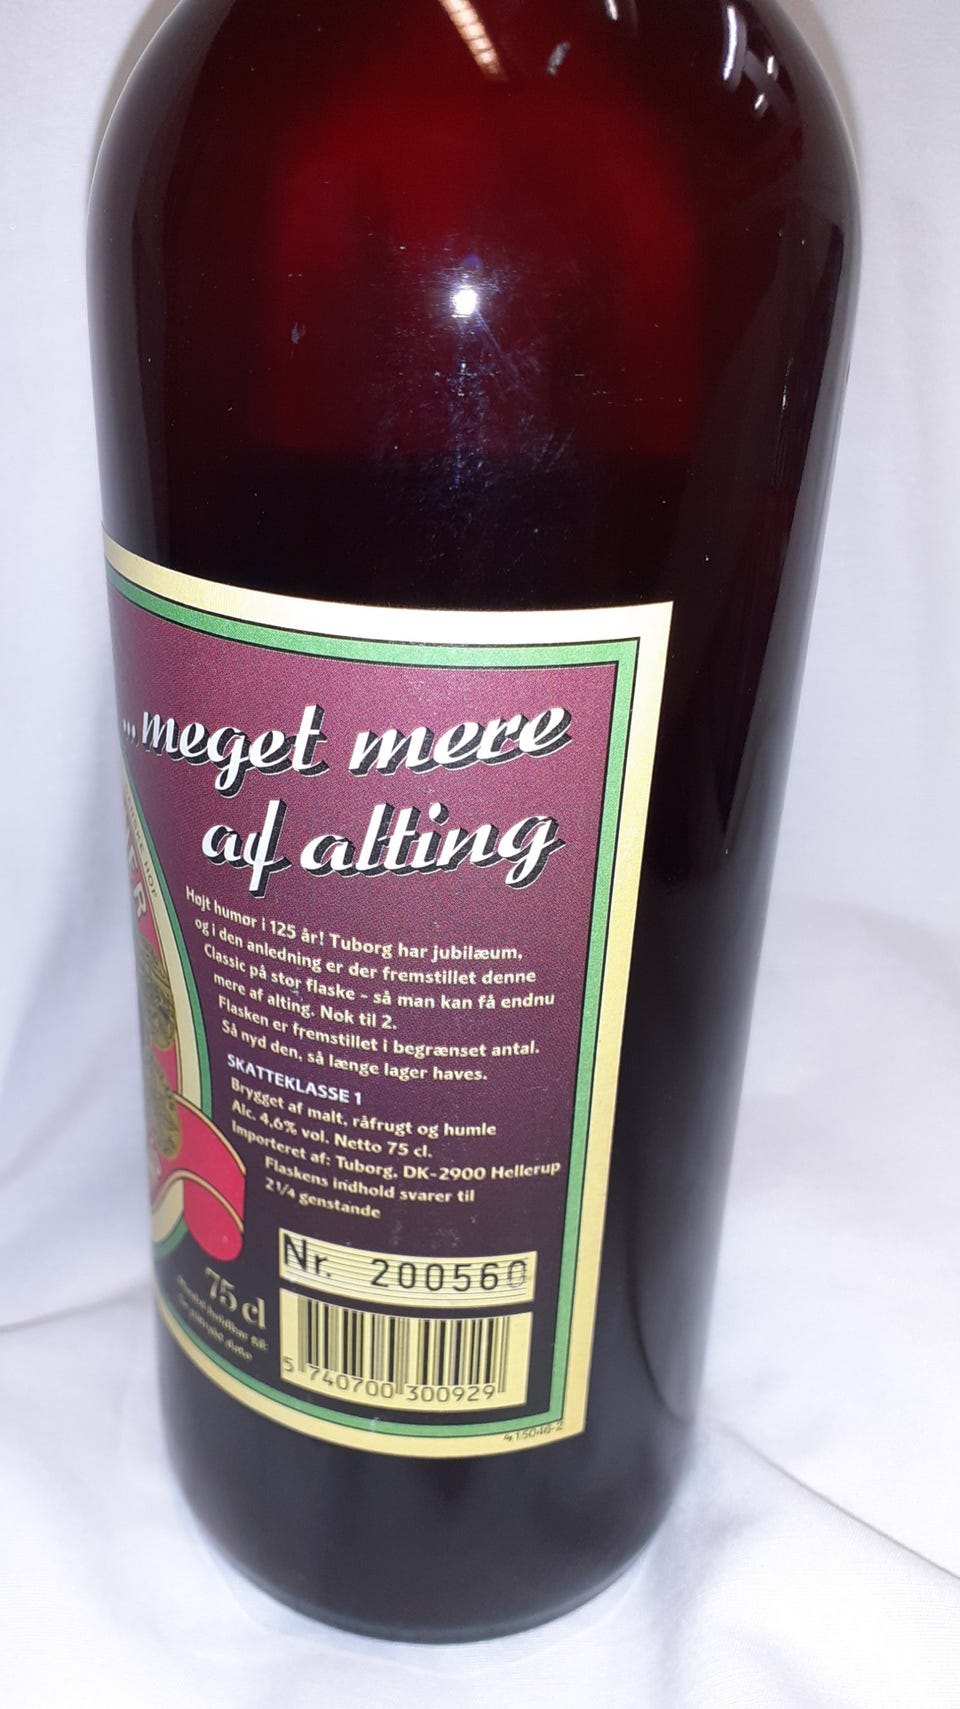 ...meget mere
af alting
Højt humør i 125 år! Tuborg har jubilæum,
og i den anledning er der fremstillet denne
Classic på stor flaske - så man kan få endnu
mere af alting. Nok til 2.
Flasken er fremstillet i begrænset antal.
Så nyd den, så længe lager haves.
SKATTEKLASSE 1
Brygget af malt, råfrugt og humle
Alc. 4,6% vol. Netto 75 cl.
Importeret af: Tuborg, DK-2900 Hellerup
Flaskens indhold svarer til
2 1/4 genstande
Nr. 200560
75 cl
5 740700 300929